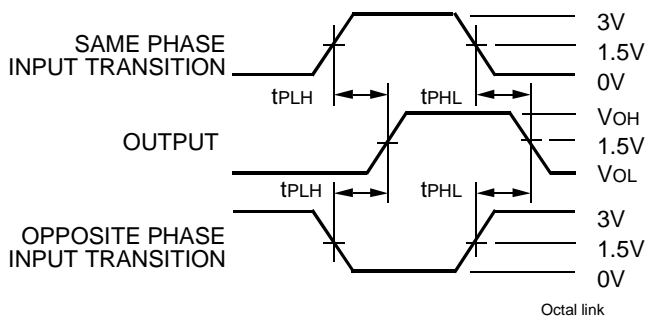 SAME PHASE
INPUT TRANSITION
3V
1.5V
0V
tPLH
tPHL
OUTPUT
VOH
1.5V
VOL
tPLH
tPHL
OPPOSITE PHASE
INPUT TRANSITION
3V
1.5V
0V
Octal link